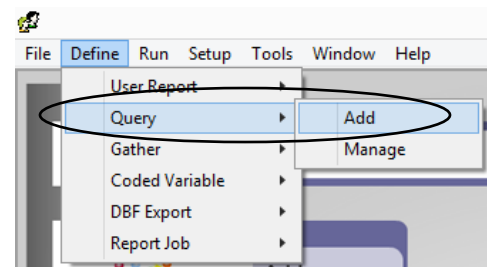 File Define Run Setup Tools Window Help
User Report
Query Add
Gather Manage
Coded Variable
DBF Export
Report Job